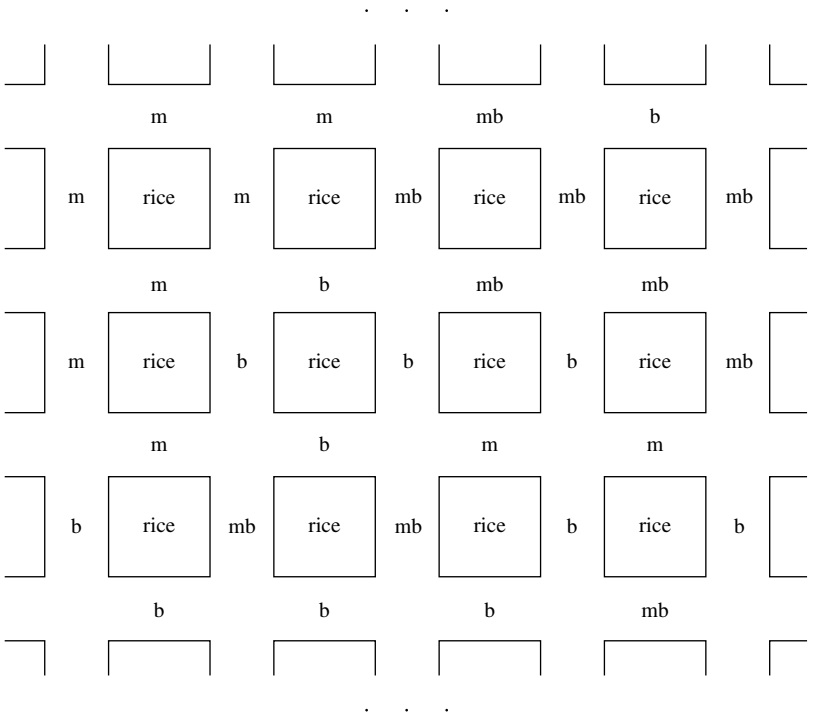 . . .
m m mb b
m rice m rice mb rice mb rice mb
m b mb mb
m rice b rice b rice b rice mb
m b m m
b rice mb rice mb rice b rice b
b b b mb
. . .